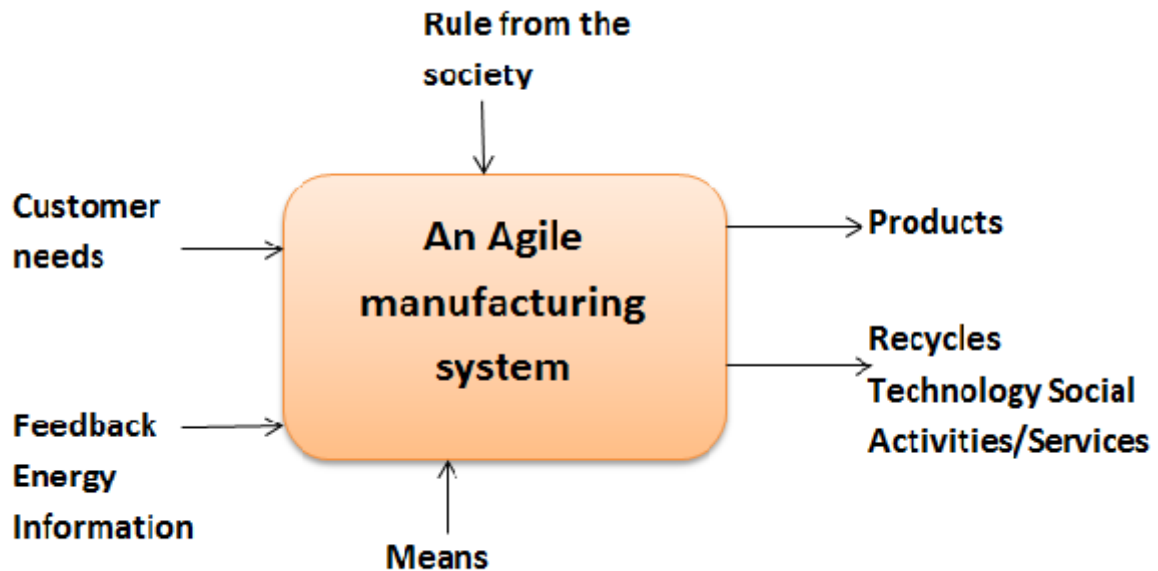 Rule from the
society
Customer
needs
An Agile
manufacturing
system
Products
Recycles
Technology Social
Activities/Services
Feedback
Energy
Information
Means